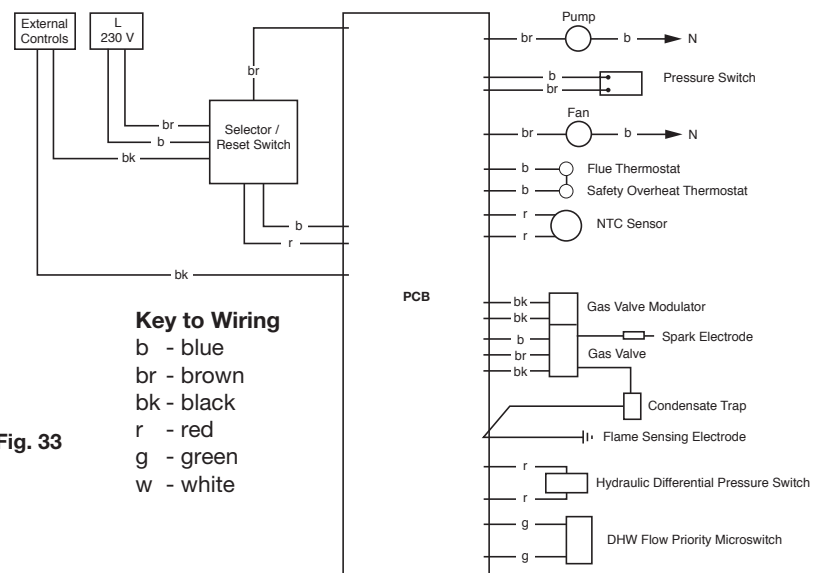 External
Controls
L
230 V
br
br
b
bk
Selector /
Reset Switch
b
r
bk
PCB
Key to Wiring
b - blue
br - brown
bk - black
r - red
g - green
w - white
Pump
br
b
N
b
br
Pressure Switch
Fan
br
b
N
b
Flue Thermostat
b
Safety Overheat Thermostat
r
r
NTC Sensor
bk
bk
Gas Valve Modulator
b
br
bk
Spark Electrode
Gas Valve
Condensate Trap
Flame Sensing Electrode
r
r
Hydraulic Differential Pressure Switch
g
g
DHW Flow Priority Microswitch